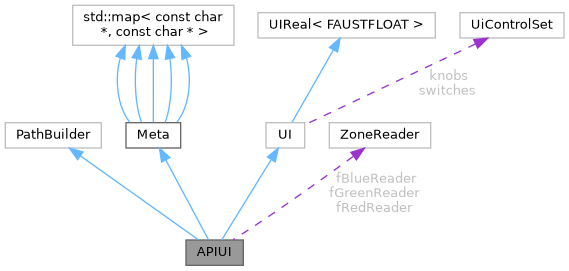 std::map< const char
*, const char * >
UIReal< FAUSTFLOAT >
UiControlSet
knobs
switches
PathBuilder
Meta
UI
ZoneReader
fBlueReader
fGreenReader
fRedReader
APIUI